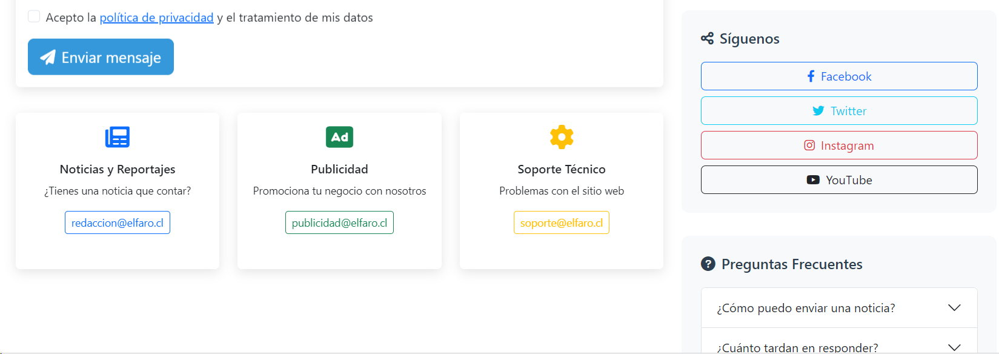 Acepto la política de privacidad y el tratamiento de mis datos
Enviar mensaje
Ad
Noticias y Reportajes
¿Tienes una noticia que contar?
redaccion@elfaro.cl
Publicidad
Promociona tu negocio con nosotros
publicidad@elfaro.cl
Soporte Técnico
Problemas con el sitio web
soporte@elfaro.cl
Síguenos
Facebook
Twitter
Instagram
YouTube
Preguntas Frecuentes
¿Cómo puedo enviar una noticia?
¿Cuánto tardan en responder?